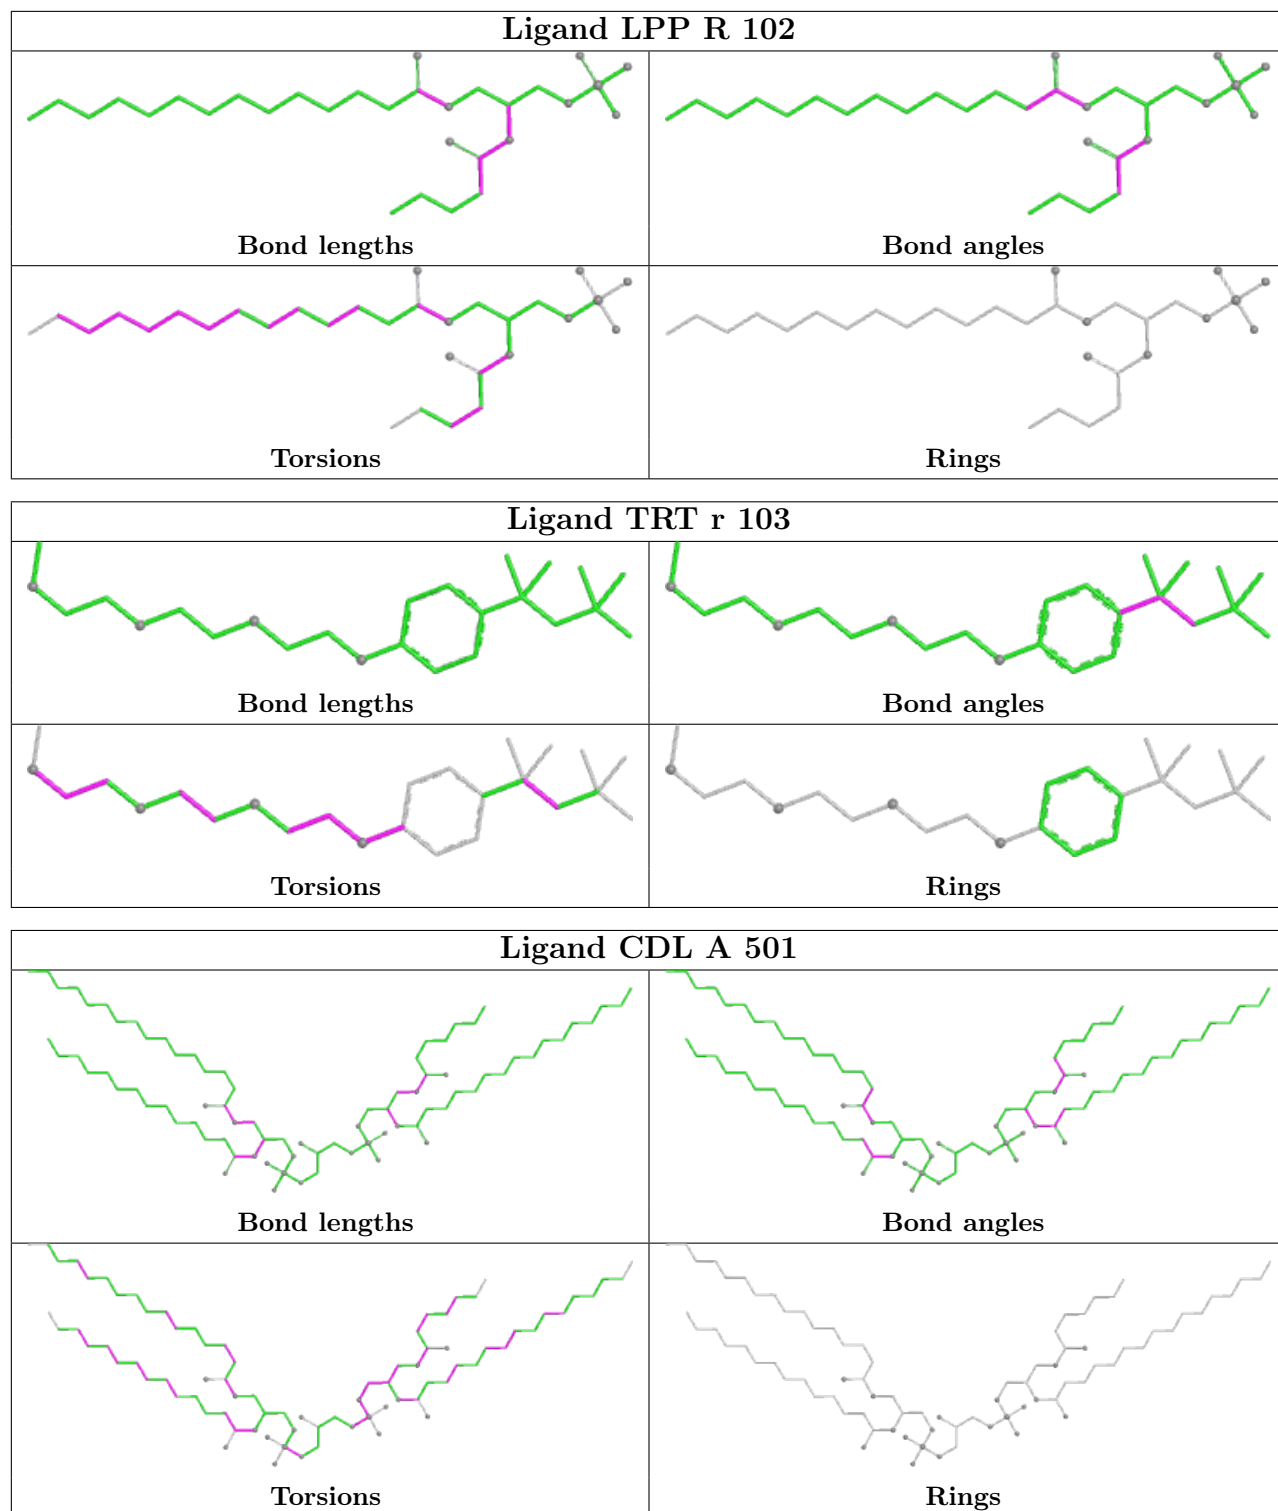 Ligand LPP R 102
Bond lengths
Bond angles
Torsions
Rings
Ligand TRT r 103
Bond lengths
Bond angles
Torsions
Rings
Ligand CDL A 501
Bond lengths
Bond angles
Torsions
Rings